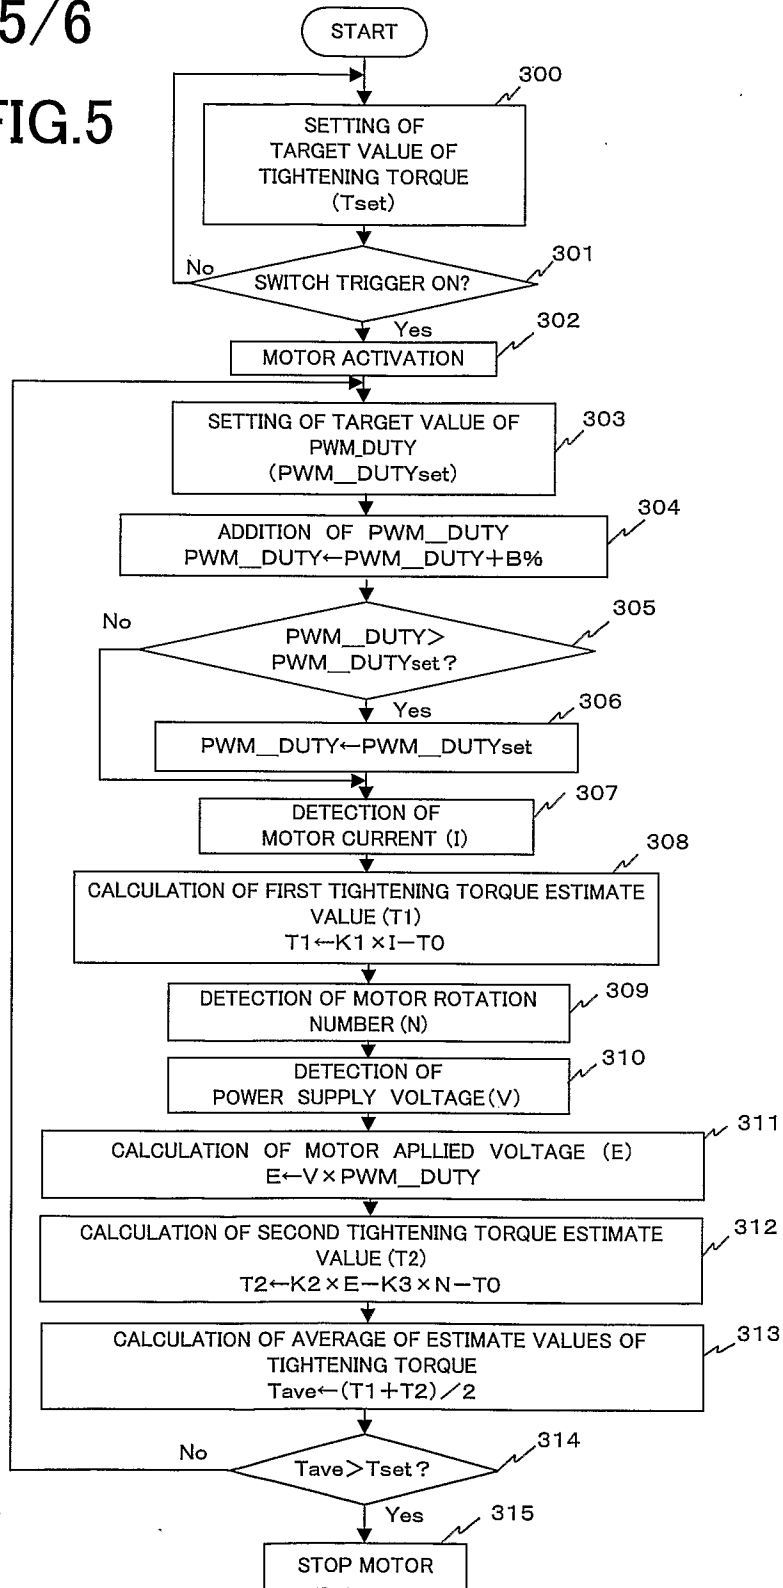 5/6
FIG.5
START
300
SETTING OF
TARGET VALUE OF
TIGHTENING TORQUE
(Tset)
301
No
SWITCH TRIGGER ON?
Yes
302
MOTOR ACTIVATION
303
SETTING OF TARGET VALUE OF
PWM_DUTY
(PWM__DUTYset)
304
ADDITION OF PWM__DUTY
PWM__DUTY←PWM__DUTY+B%
305
No
PWM__DUTY>
PWM__DUTYset?
Yes
306
PWM__DUTY←PWM__DUTYset
307
DETECTION OF
MOTOR CURRENT (I)
308
CALCULATION OF FIRST TIGHTENING TORQUE ESTIMATE
VALUE (T1)
T1←K1×I−T0
309
DETECTION OF MOTOR ROTATION
NUMBER (N)
310
DETECTION OF
POWER SUPPLY VOLTAGE(V)
311
CALCULATION OF MOTOR APLLIED VOLTAGE (E)
E←V×PWM__DUTY
312
CALCULATION OF SECOND TIGHTENING TORQUE ESTIMATE
VALUE (T2)
T2←K2×E−K3×N−T0
313
CALCULATION OF AVERAGE OF ESTIMATE VALUES OF
TIGHTENING TORQUE
Tave←(T1+T2)/2
314
No
Tave>Tset?
Yes
315
STOP MOTOR